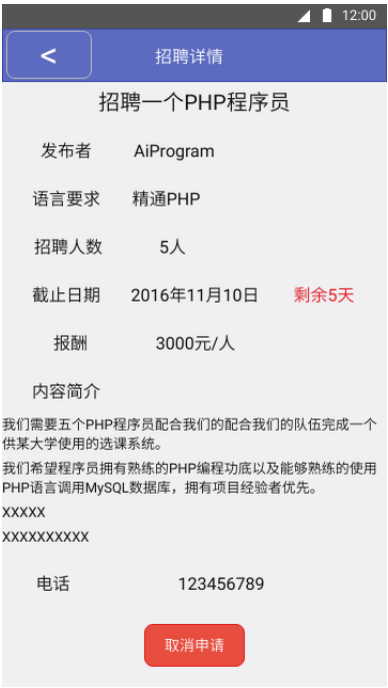 12:00
< 招聘详情
招聘一个PHP程序员
发布者 AiProgram
语言要求 精通PHP
招聘人数 5人
截止日期 2016年11月10日 剩余5天
报酬 3000元/人
内容简介
我们需要五个PHP程序员配合我们的配合我们的队伍完成一个
供某大学使用的选课系统。
我们希望程序员拥有熟练的PHP编程功底以及能够熟练的使用
PHP语言调用MySQL数据库，拥有项目经验者优先。
XXXXX
XXXXXXXXXX
电话 123456789
取消申请